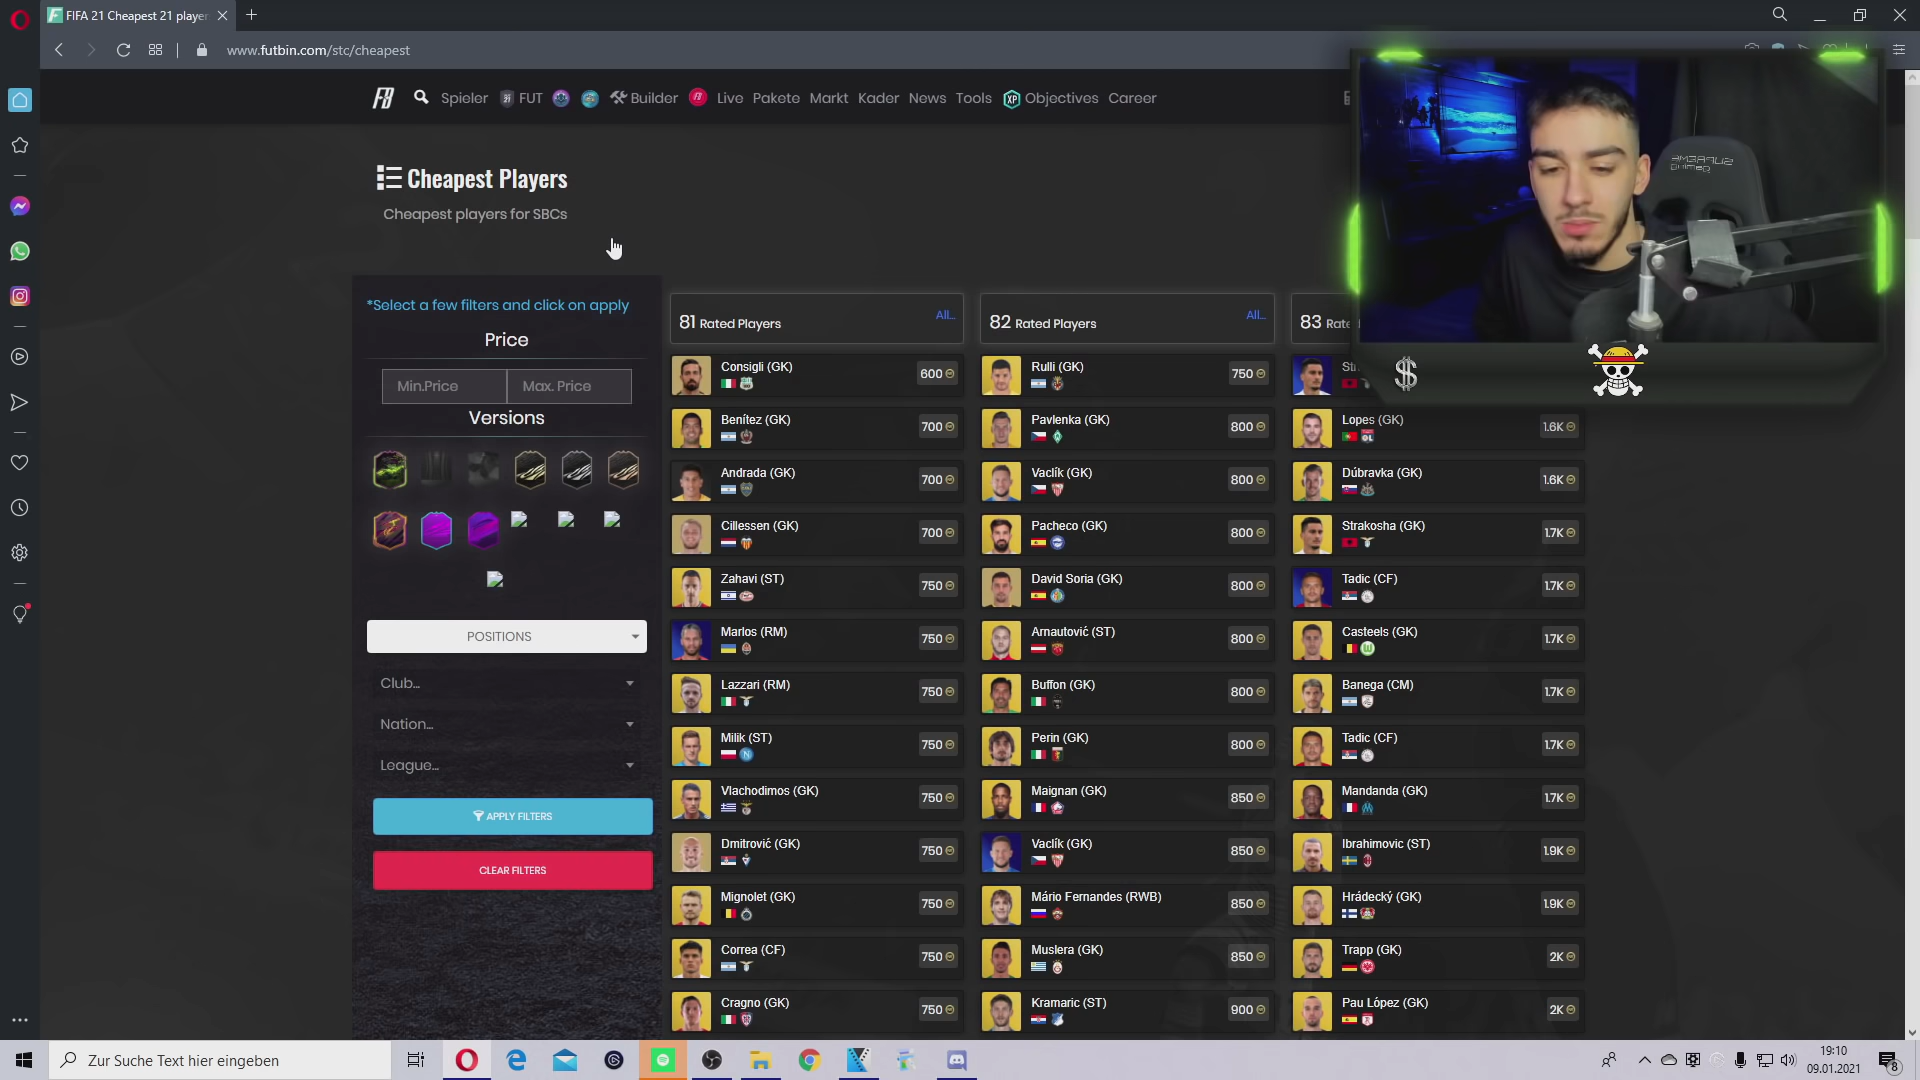 FIFA 21 Cheapest 21 player
www.futbin.com/stc/cheapest
Spieler FUT Builder Live Pakete Markt Kader News Tools XP Objectives Career
Cheapest Players
Cheapest players for SBCs
*Select a few filters and click on apply
Price
Min.Price Max. Price
Versions
POSITIONS
Club...
Nation...
League...
APPLY FILTERS
CLEAR FILTERS
81 Rated Players All...
Consigli (GK) 600
Benítez (GK) 700
Andrada (GK) 700
Cillessen (GK) 700
Zahavi (ST) 750
Marlos (RM) 750
Lazzari (RM) 750
Milik (ST) 750
Vlachodimos (GK) 750
Dmitrović (GK) 750
Mignolet (GK) 750
Correa (CF) 750
Cragno (GK) 750
82 Rated Players All...
Rulli (GK) 750
Pavlenka (GK) 800
Vaclík (GK) 800
Pacheco (GK) 800
David Soria (GK) 800
Arnautović (ST) 800
Buffon (GK) 800
Perin (GK) 800
Maignan (GK) 850
Vaclík (GK) 850
Mário Fernandes (RWB) 850
Muslera (GK) 850
Kramaric (ST) 900
83 Rate
Lopes (GK) 1.6K
Dúbravka (GK) 1.6K
Strakosha (GK) 1.7K
Tadic (CF) 1.7K
Casteels (GK) 1.7K
Banega (CM) 1.7K
Tadic (CF) 1.7K
Mandanda (GK) 1.7K
Ibrahimovic (ST) 1.9K
Hrádecký (GK) 1.9K
Trapp (GK) 2K
Pau López (GK) 2K
$
Zur Suche Text hier eingeben
19:10
09.01.2021
8